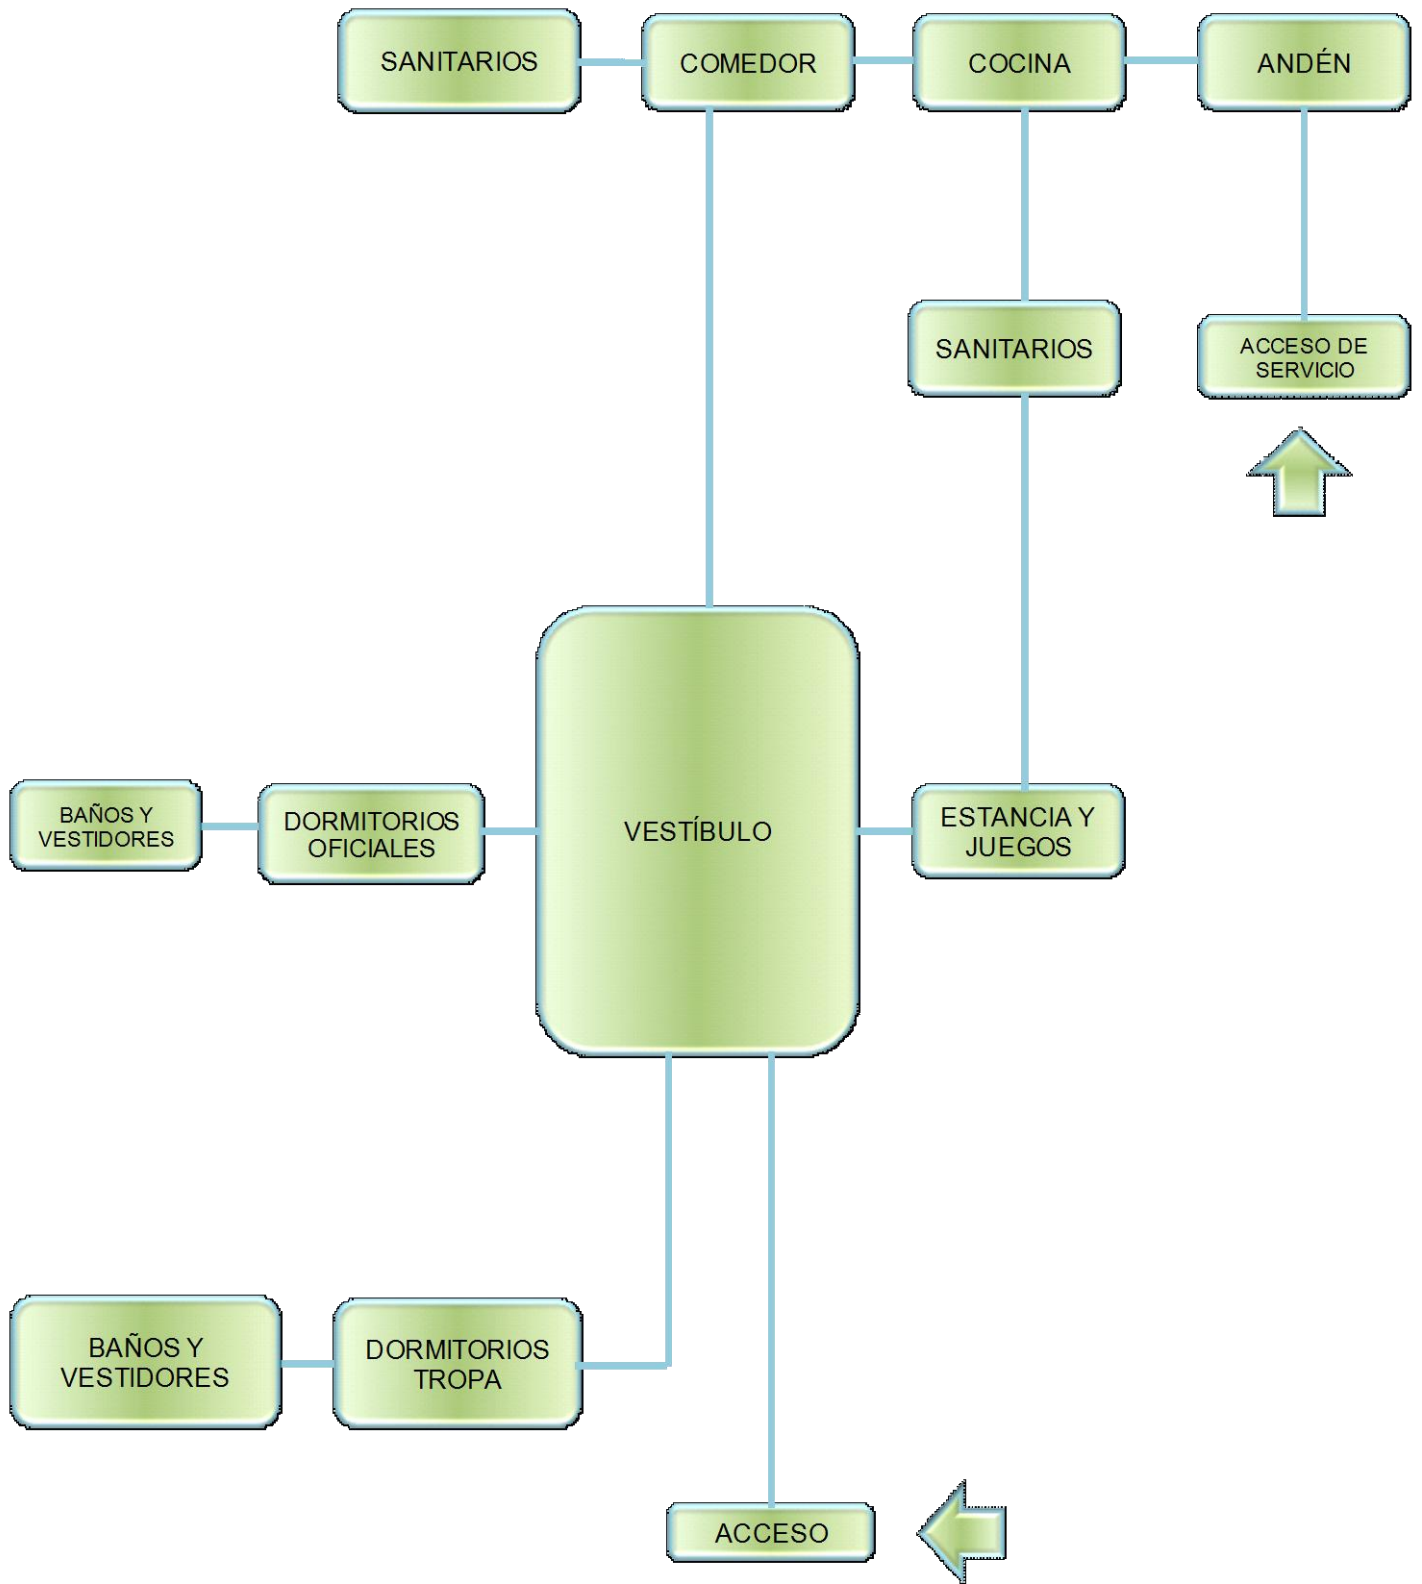 SANITARIOS
COMEDOR
COCINA
ANDÉN
SANITARIOS
ACCESO DE
SERVICIO
BAÑOS Y
VESTIDORES
DORMITORIOS
OFICIALES
VESTÍBULO
ESTANCIA Y
JUEGOS
BAÑOS Y
VESTIDORES
DORMITORIOS
TROPA
ACCESO